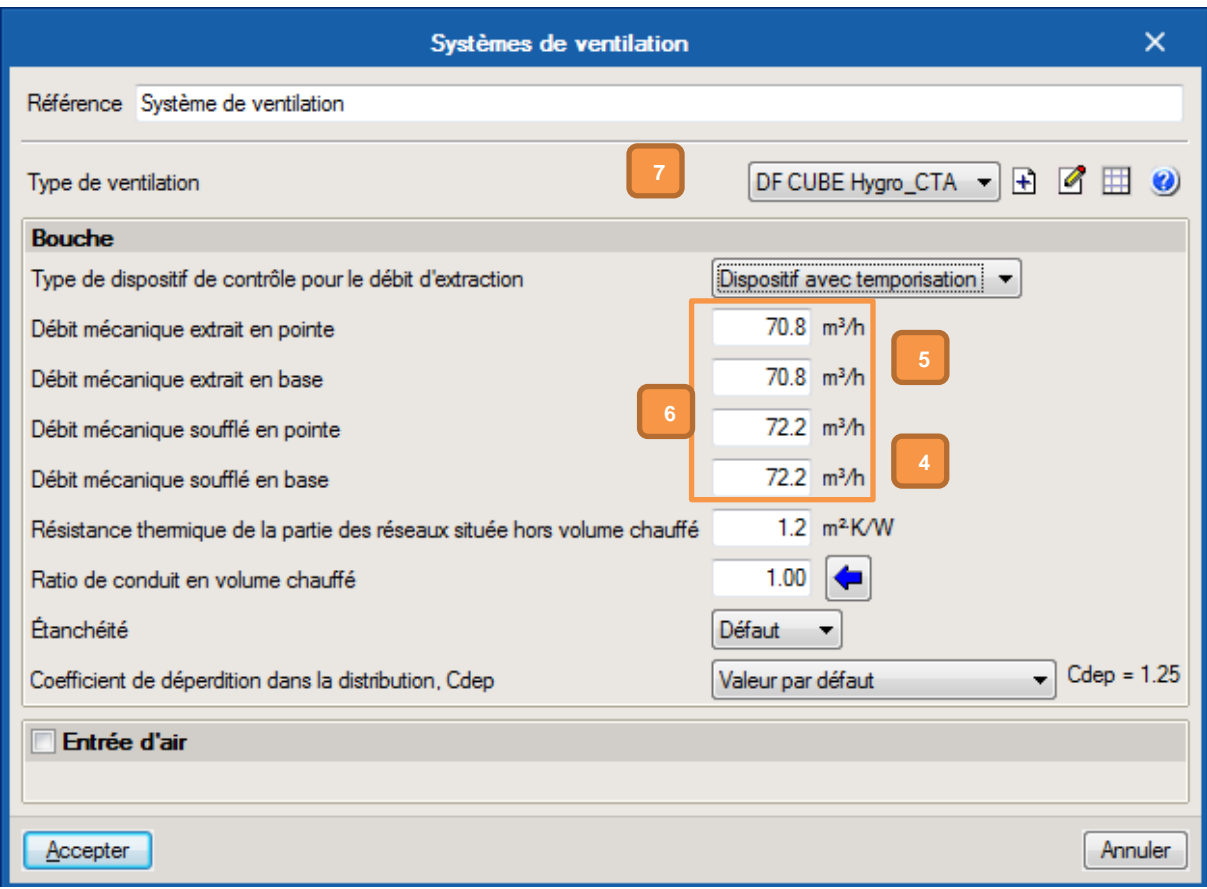 Systèmes de ventilation
Référence Système de ventilation
Type de ventilation 7 DF CUBE Hygro_CTA
Bouche
Type de dispositif de contrôle pour le débit d'extraction Dispositif avec temporisation
Débit mécanique extrait en pointe 70.8 m³/h
5
Débit mécanique extrait en base 70.8 m³/h
6
Débit mécanique soufflé en pointe 72.2 m³/h
4
Débit mécanique soufflé en base 72.2 m³/h
Résistance thermique de la partie des réseaux située hors volume chauffé 1.2 m²·K/W
Ratio de conduit en volume chauffé 1.00
Étanchéité Défaut
Coefficient de déperdition dans la distribution, Cdep Valeur par défaut Cdep = 1.25
Entrée d'air
Accepter Annuler